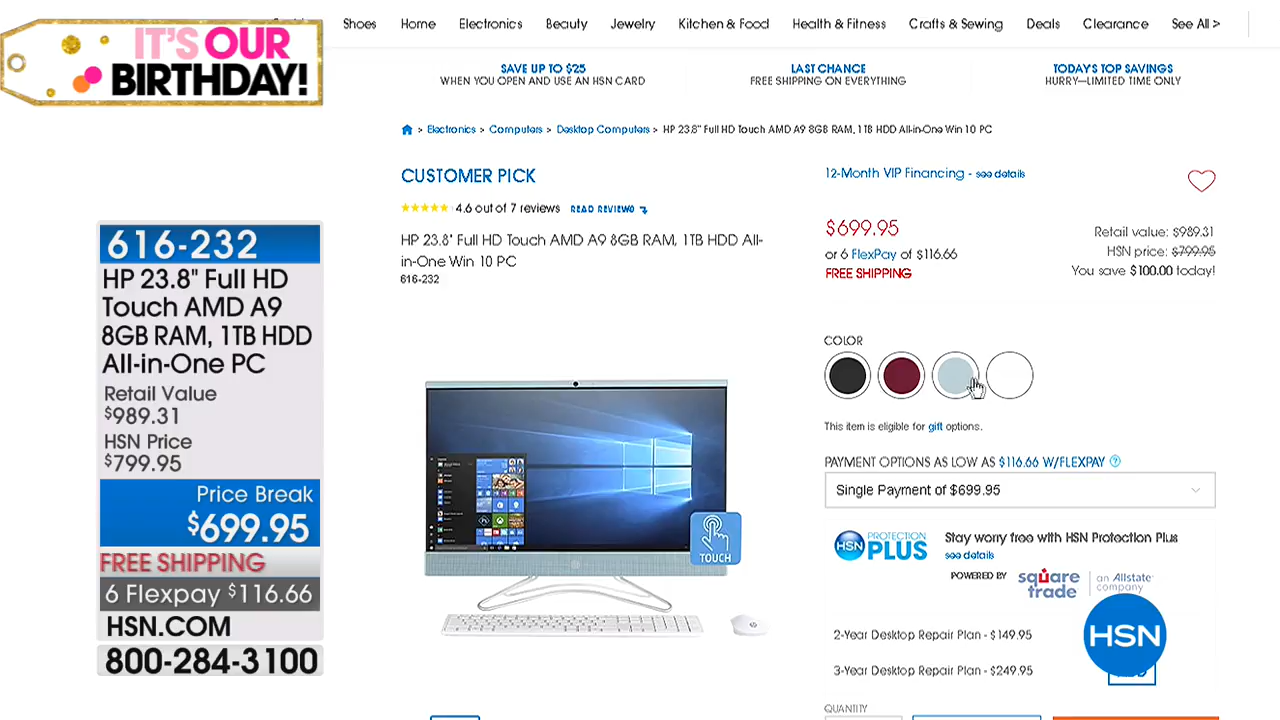 IT'S OUR
BIRTHDAY!
Shoes Home Electronics Beauty Jewelry Kitchen & Food Health & Fitness Crafts & Sewing Deals Clearance See All >
SAVE UP TO $25
WHEN YOU OPEN AND USE AN HSN CARD
LAST CHANCE
FREE SHIPPING ON EVERYTHING
TODAY'S TOP SAVINGS
HURRY—LIMITED TIME ONLY
> Electronics > Computers > Desktop Computers > HP 23.8" Full HD Touch AMD A9 8GB RAM, 1TB HDD All-in-One Win 10 PC
616-232
HP 23.8" Full HD
Touch AMD A9
8GB RAM, 1TB HDD
All-in-One PC
Retail Value
$989.31
HSN Price
$799.95
Price Break
$699.95
FREE SHIPPING
6 Flexpay $116.66
HSN.COM
800-284-3100
CUSTOMER PICK
4.6 out of 7 reviews READ REVIEWS
HP 23.8" Full HD Touch AMD A9 8GB RAM, 1TB HDD All-
in-One Win 10 PC
616-232
TOUCH
12-Month VIP Financing - see details
$699.95
or 6 FlexPay of $116.66
FREE SHIPPING
Retail value: $989.31
HSN price: $799.95
You save $100.00 today!
COLOR
This item is eligible for gift options.
PAYMENT OPTIONS AS LOW AS $116.66 W/FLEXPAY ?
Single Payment of $699.95
HSN PROTECTION PLUS
Stay worry free with HSN Protection Plus
see details
POWERED BY square trade an Allstate company
2-Year Desktop Repair Plan - $149.95
3-Year Desktop Repair Plan - $249.95
HSN
QUANTITY